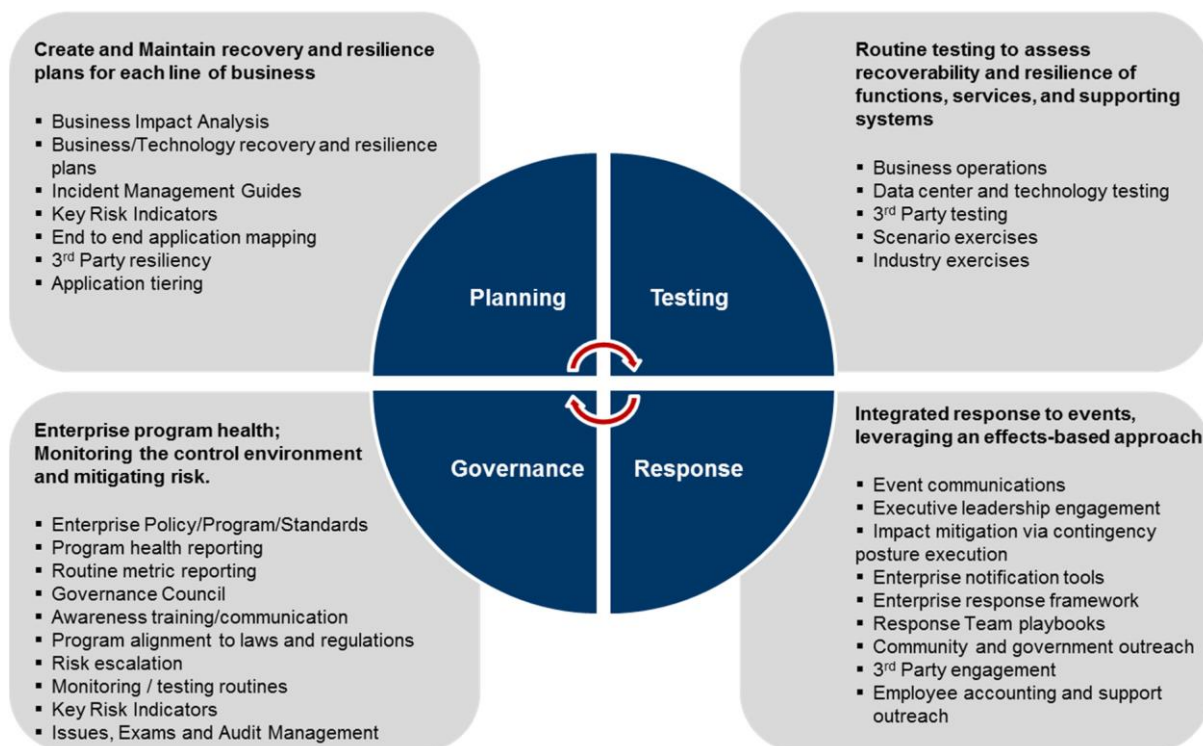 Create and Maintain recovery and resilience
plans for each line of business
▪ Business Impact Analysis
▪ Business/Technology recovery and resilience
plans
▪ Incident Management Guides
▪ Key Risk Indicators
▪ End to end application mapping
▪ 3rd Party resiliency
▪ Application tiering
Routine testing to assess
recoverability and resilience of
functions, services, and supporting
systems
▪ Business operations
▪ Data center and technology testing
▪ 3rd Party testing
▪ Scenario exercises
▪ Industry exercises
Planning
Testing
Governance
Response
Enterprise program health;
Monitoring the control environment
and mitigating risk.
▪ Enterprise Policy/Program/Standards
▪ Program health reporting
▪ Routine metric reporting
▪ Governance Council
▪ Awareness training/communication
▪ Program alignment to laws and regulations
▪ Risk escalation
▪ Monitoring / testing routines
▪ Key Risk Indicators
▪ Issues, Exams and Audit Management
Integrated response to events,
leveraging an effects-based approach
▪ Event communications
▪ Executive leadership engagement
▪ Impact mitigation via contingency
posture execution
▪ Enterprise notification tools
▪ Enterprise response framework
▪ Response Team playbooks
▪ Community and government outreach
▪ 3rd Party engagement
▪ Employee accounting and support
outreach